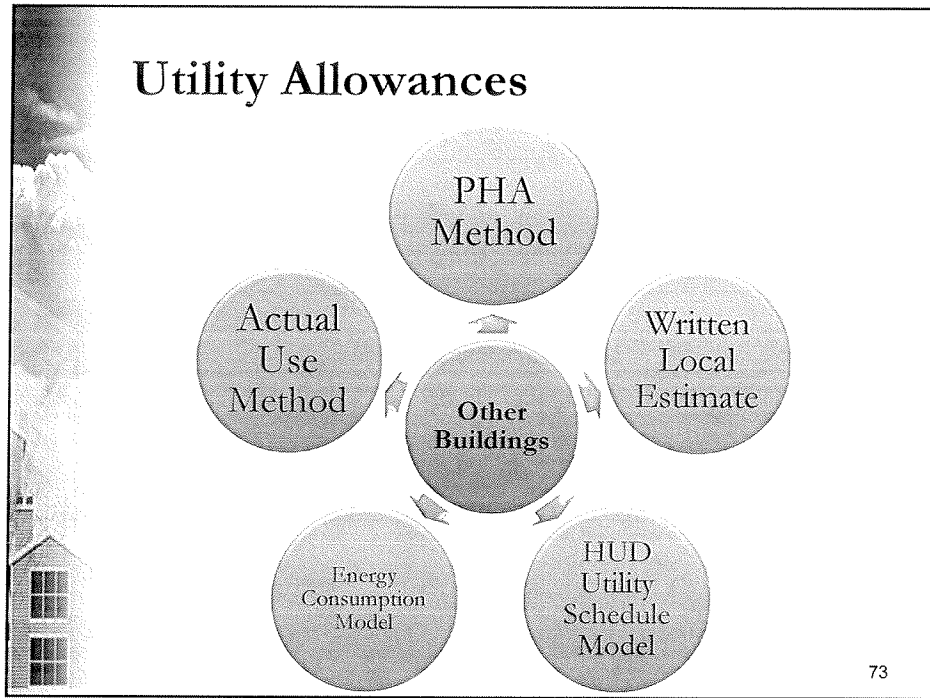 Utility Allowances
PHA
Method
Actual
Use
Method
Written
Local
Estimate
Other
Buildings
Energy
Consumption
Model
HUD
Utility
Schedule
Model
73